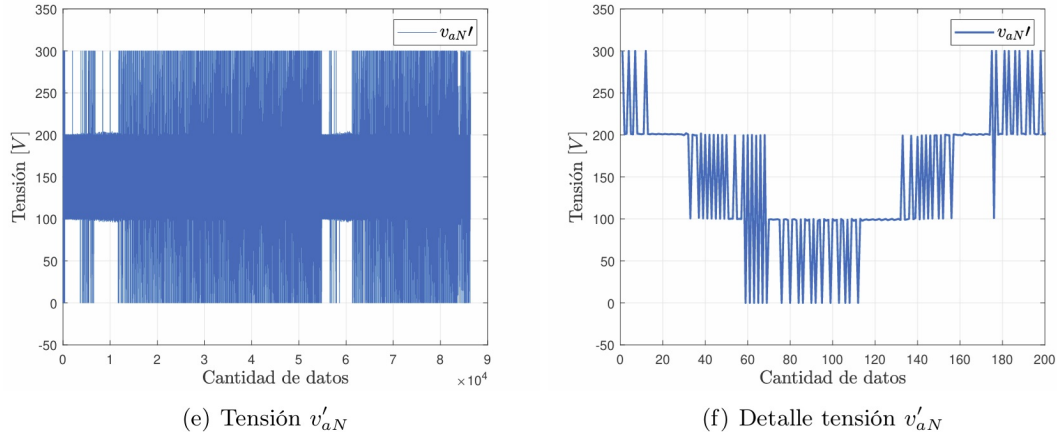 350
300
250
200
150
100
50
0
-50
Tensión [V]
v_aN′
0 1 2 3 4 5 6 7 8 9
Cantidad de datos
×10^4
(e) Tensión v′_aN
350
300
250
200
150
100
50
0
-50
Tensión [V]
v_aN′
0 20 40 60 80 100 120 140 160 180 200
Cantidad de datos
(f) Detalle tensión v′_aN